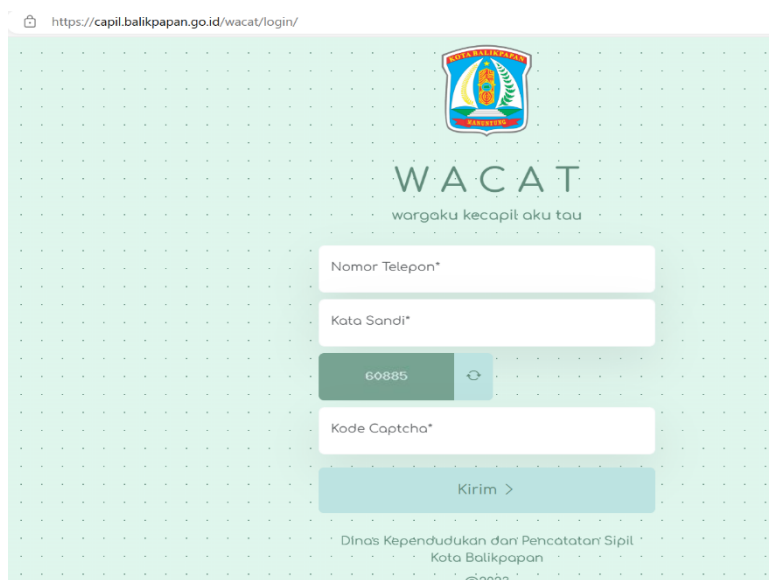 https://capil.balikpapan.go.id/wacat/login/
KOTA BALIKPAPAN
WACAT
wargaku kecapil aku tau
Nomor Telepon*
Kata Sandi*
60885
Kode Captcha*
Kirim >
Dinas Kependudukan dan Pencatatan Sipil
Kota Balikpapan